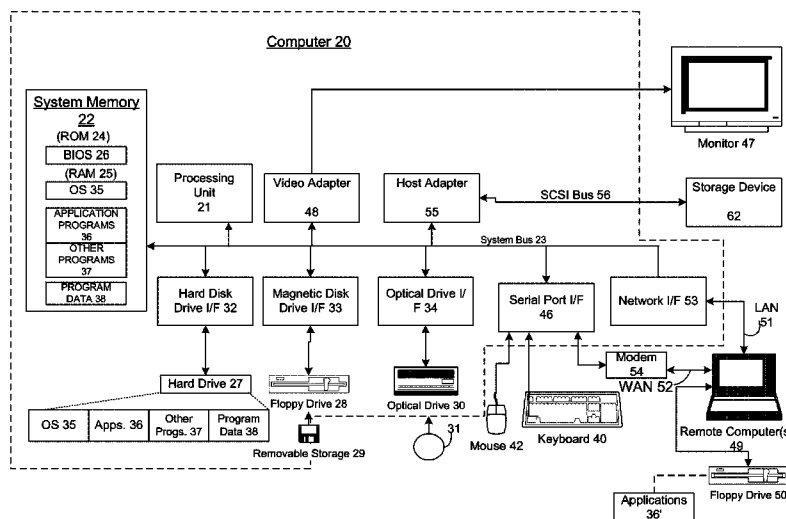 Computer 20
System Memory
22
(ROM 24)
BIOS 26
(RAM 25)
OS 35
APPLICATION
PROGRAMS
36
OTHER
PROGRAMS
37
PROGRAM
DATA 38
Processing
Unit
21
Video Adapter
48
Host Adapter
55
SCSI Bus 56
Monitor 47
Storage Device
62
System Bus 23
Hard Disk
Drive I/F 32
Magnetic Disk
Drive I/F 33
Optical Drive I/
F 34
Serial Port I/F
46
Network I/F 53
LAN
51
Modem
54
WAN 52
Hard Drive 27
Floppy Drive 28
Optical Drive 30
OS 35
Apps. 36
Other
Progs. 37
Program
Data 38
Removable Storage 29
31
Mouse 42
Keyboard 40
Remote Computer(s
49
Floppy Drive 50
Applications
36'